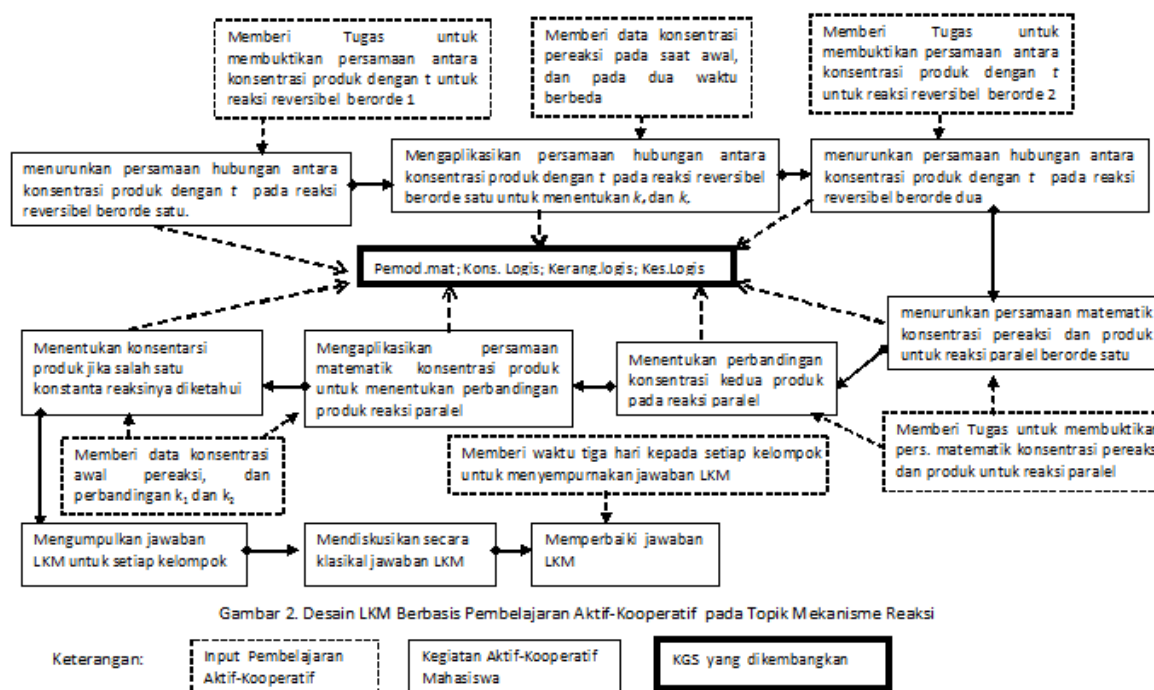 Memberi Tugas untuk
membuktikan persamaan antara
konsentrasi produk dengan t untuk
reaksi reversibel berorde 1
Memberi data konsentrasi
pereaksi pada saat awal,
dan pada dua waktu
berbeda
Memberi Tugas untuk
membuktikan persamaan antara
konsentrasi produk dengan t
untuk reaksi reversibel berorde 2
menurunkan persamaan hubungan antara
konsentrasi produk dengan t pada reaksi
reversibel berorde satu.
Mengaplikasikan persamaan hubungan antara
konsentrasi produk dengan t pada reaksi reversibel
berorde satu untuk menentukan k, dan k,
menurunkan persamaan hubungan antara
konsentrasi produk dengan t pada reaksi
reversibel berorde dua
Pemod.mat; Kons. Logis; Kerang.logis; Kes.Logis
Menentukan konsentarsi
produk jika salah satu
konstanta reaksinya diketahui
Mengaplikasikan persamaan
matematik konsentrasi produk
untuk menentukan perbandingan
produk reaksi paralel
Menentukan perbandingan
konsentrasi kedua produk
pada reaksi paralel
menurunkan persamaan matematik
konsentrasi pereaksi dan produk
untuk reaksi paralel berorde satu
Memberi data konsentrasi
awal pereaksi, dan
perbandingan k₁ dan k₂
Memberi waktu tiga hari kepada setiap kelompok
untuk menyempurnakan jawaban LKM
Memberi Tugas untuk membuktikan
pers. matematik konsentrasi pereaksi
dan produk untuk reaksi paralel
Mengumpulkan jawaban
LKM untuk setiap kelompok
Mendiskusikan secara
klasikal jawaban LKM
Memperbaiki jawaban
LKM
Gambar 2. Desain LKM Berbasis Pembelajaran Aktif-Kooperatif pada Topik Mekanisme Reaksi
Keterangan:
Input Pembelajaran
Aktif-Kooperatif
Kegiatan Aktif-Kooperatif
Mahasiswa
KGS yang dikembangkan